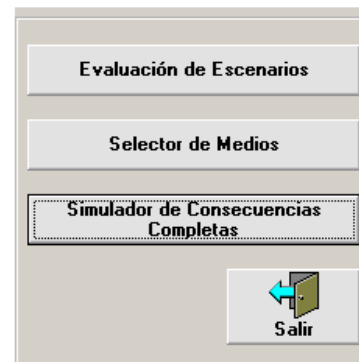 Evaluación de Escenarios
Selector de Medios
Simulador de Consecuencias
Completas
Salir